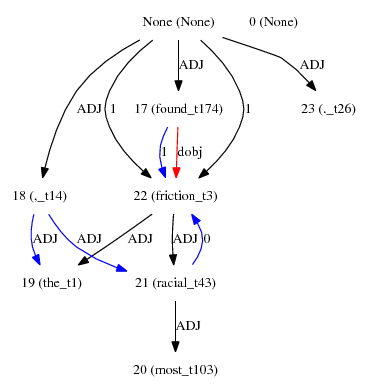 None (None) 0 (None)
ADJ ADJ
17 (found_t174) 23 (._t26)
ADJ 1 1
1 dobj
18 (,_t14) 22 (friction_t3)
ADJ ADJ ADJ ADJ 0
19 (the_t1) 21 (racial_t43)
ADJ
20 (most_t103)